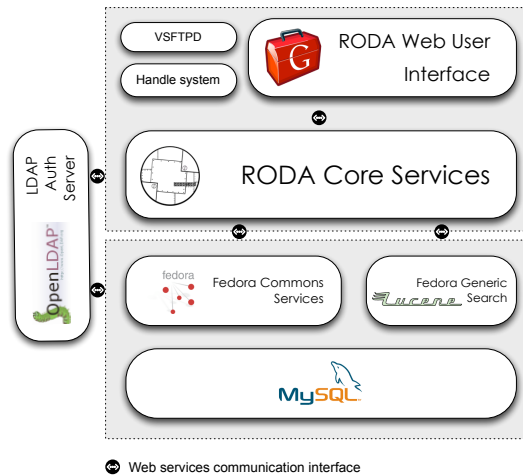 VSFTPD
Handle system
G
RODA Web User
Interface
LDAP
Auth
Server
OpenLDAP
RODA Core Services
fedora
Fedora Commons
Services
Fedora Generic
Search
Lucene
MySQL
Web services communication interface